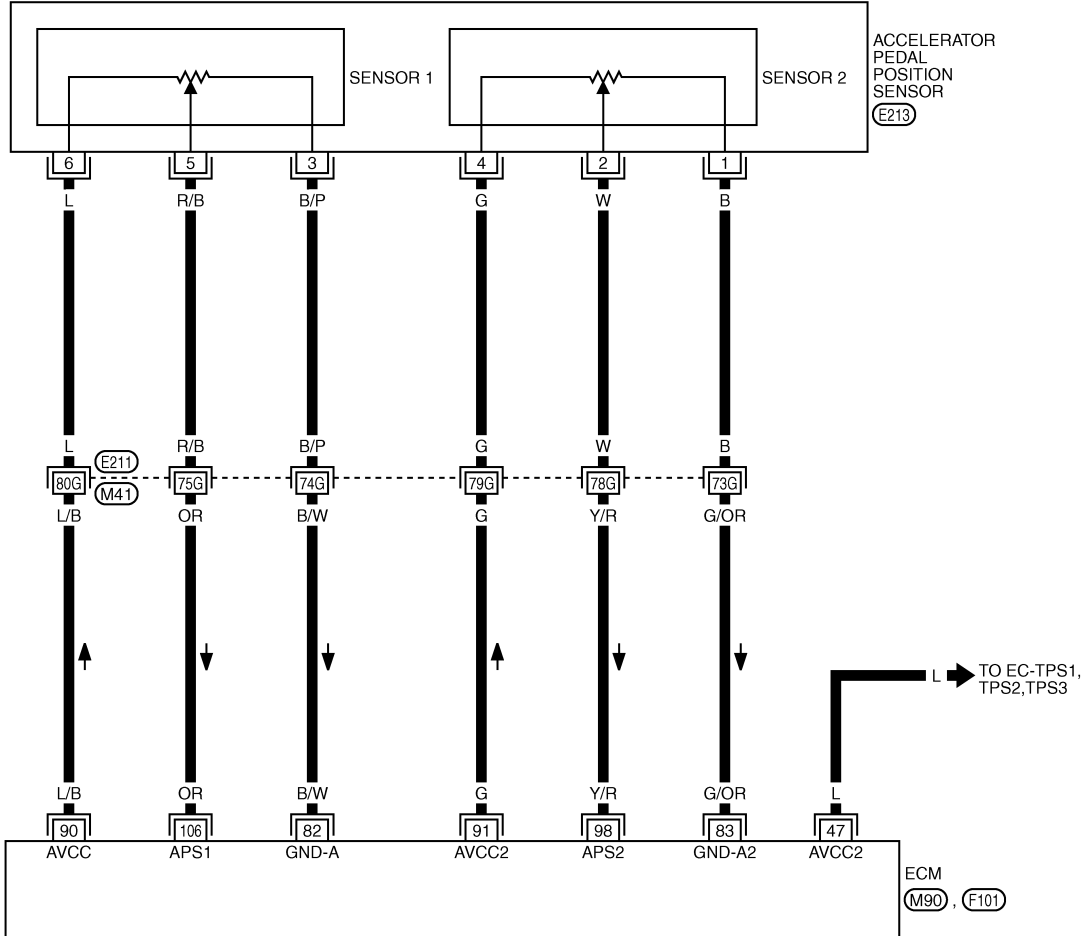 SENSOR 1
SENSOR 2
ACCELERATOR
PEDAL
POSITION
SENSOR
E213
6 5 3 4 2 1
L R/B B/P G W B
L R/B B/P G W B
E211
80G 75G 74G 79G 78G 73G
M41
L/B OR B/W G Y/R G/OR
L TO EC-TPS1,
TPS2,TPS3
L/B OR B/W G Y/R G/OR L
90 106 82 91 98 83 47
AVCC APS1 GND-A AVCC2 APS2 GND-A2 AVCC2
ECM
M90 , F101